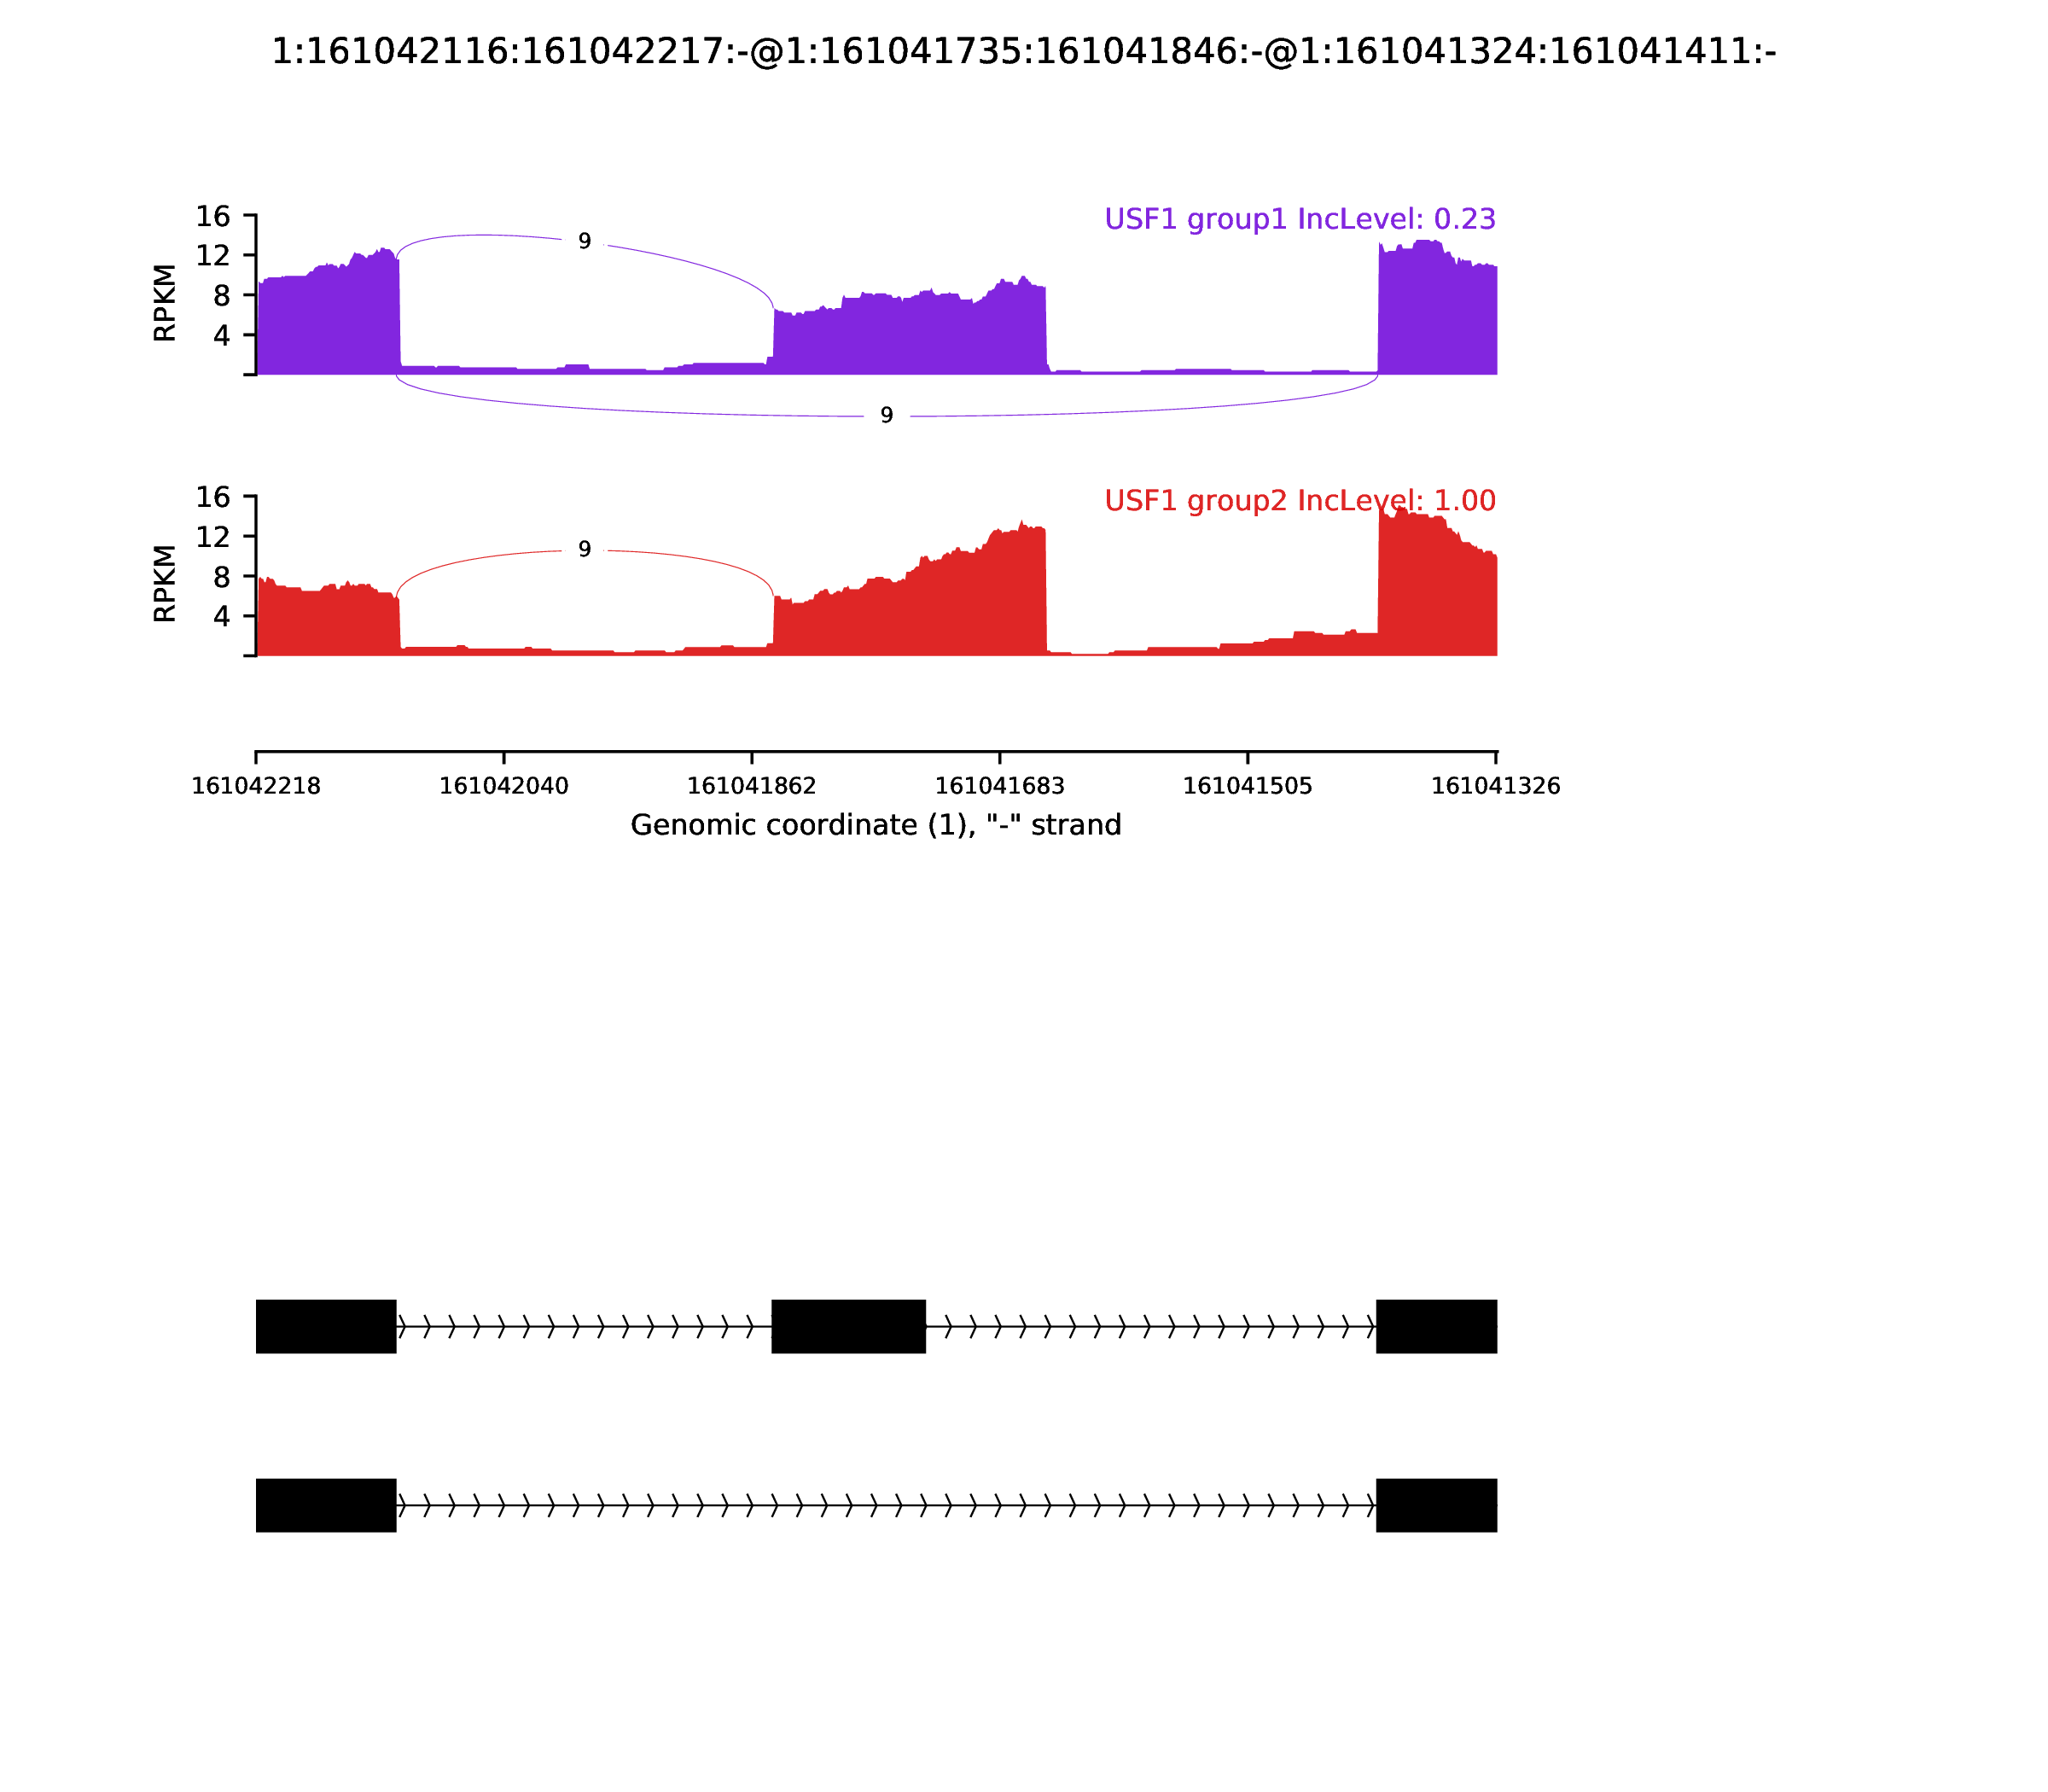 1:161042116:161042217:-@1:161041735:161041846:-@1:161041324:161041411:-
USF1 group1 IncLevel: 0.23
RPKM
16
12
8
4
9
9
USF1 group2 IncLevel: 1.00
RPKM
16
12
8
4
9
161042218 161042040 161041862 161041683 161041505 161041326
Genomic coordinate (1), "-" strand